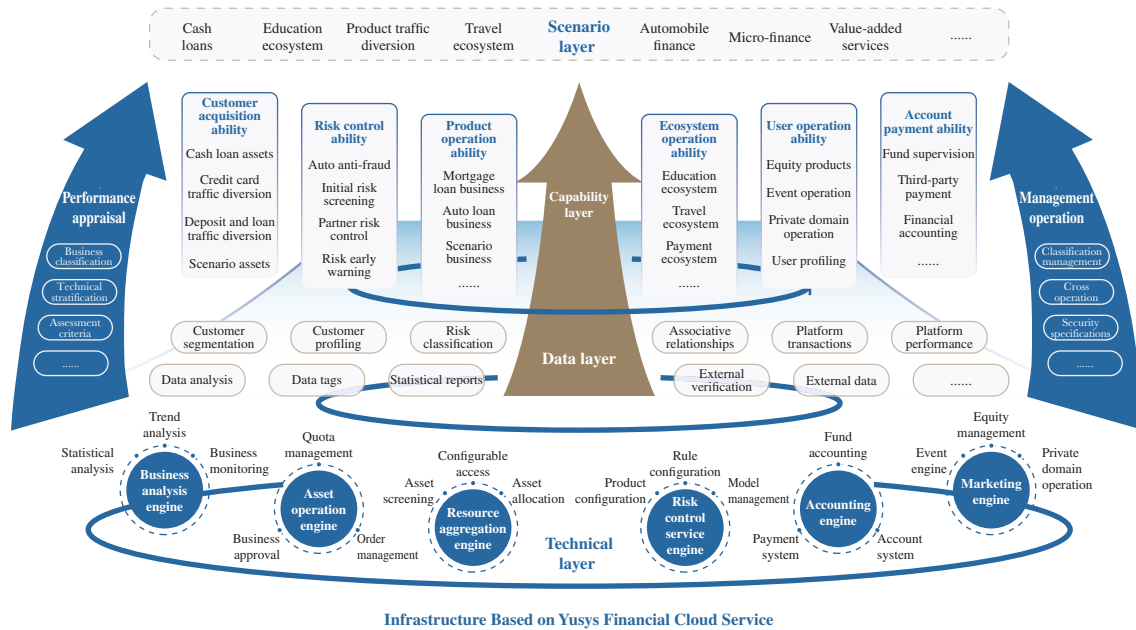 Cash
loans
Education
ecosystem
Product traffic
diversion
Travel
ecosystem
Scenario
layer
Automobile
finance
Micro-finance
Value-added
services
......
Performance
appraisal
Business
classification
Technical
stratification
Assessment
criteria
......
Customer
acquisition
ability
Cash loan assets
Credit card
traffic diversion
Deposit and loan
traffic diversion
Scenario assets
Risk control
ability
Auto anti-fraud
Initial risk
screening
Partner risk
control
Risk early
warning
Product
operation ability
Mortgage
loan business
Auto loan
business
Scenario
business
......
Capability
layer
Ecosystem
operation ability
Education
ecosystem
Travel
ecosystem
Payment
ecosystem
......
User operation
ability
Equity products
Event operation
Private domain
operation
User profiling
Account
payment ability
Fund supervision
Third-party
payment
Financial
accounting
......
Management
operation
Classification
management
Cross
operation
Security
specifications
......
Customer
segmentation
Customer
profiling
Risk
classification
Data layer
Associative
relationships
Platform
transactions
Platform
performance
Data analysis
Data tags
Statistical reports
External
verification
External data
......
Trend
analysis
Statistical
analysis
Business
monitoring
Business
analysis
engine
Quota
management
Asset
operation
engine
Business
approval
Order
management
Configurable
access
Asset
screening
Asset
allocation
Resource
aggregation
engine
Technical
layer
Rule
configuration
Product
configuration
Model
management
Risk
control
service
engine
Fund
accounting
Accounting
engine
Payment
system
Account
system
Equity
management
Event
engine
Private
domain
operation
Marketing
engine
Infrastructure Based on Yusys Financial Cloud Service